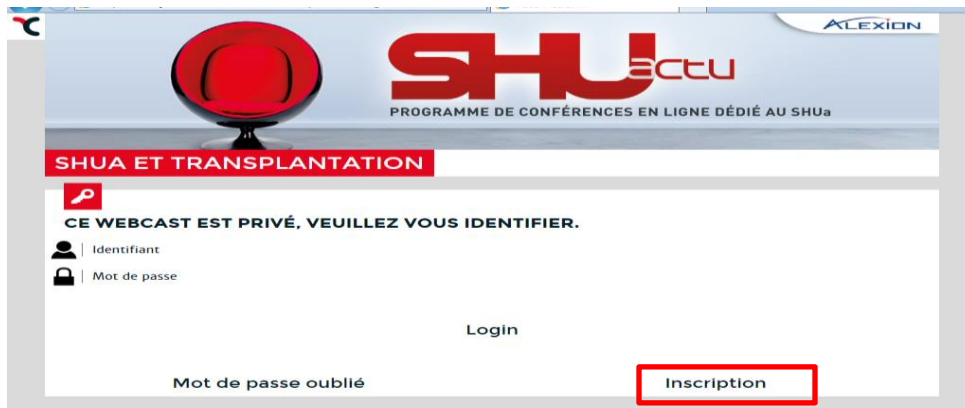 ALEXION
SHUactu
PROGRAMME DE CONFÉRENCES EN LIGNE DÉDIÉ AU SHUa
SHUA ET TRANSPLANTATION
CE WEBCAST EST PRIVÉ, VEUILLEZ VOUS IDENTIFIER.
Identifiant
Mot de passe
Login
Mot de passe oublié Inscription